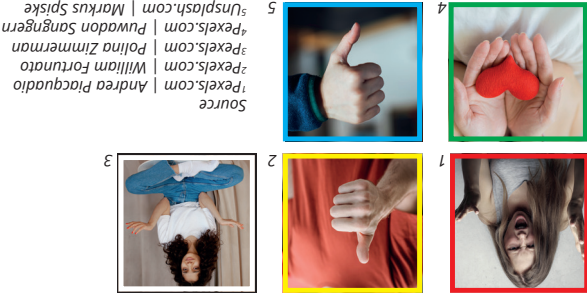 1
2
3
4
5
Source
¹Pexels.com | Andrea Piacquadio
²Pexels.com | William Fortunato
³Pexels.com | Polina Zimmerman
⁴Pexels.com | Puwadon Sangngern
⁵Unsplash.com | Markus Spiske